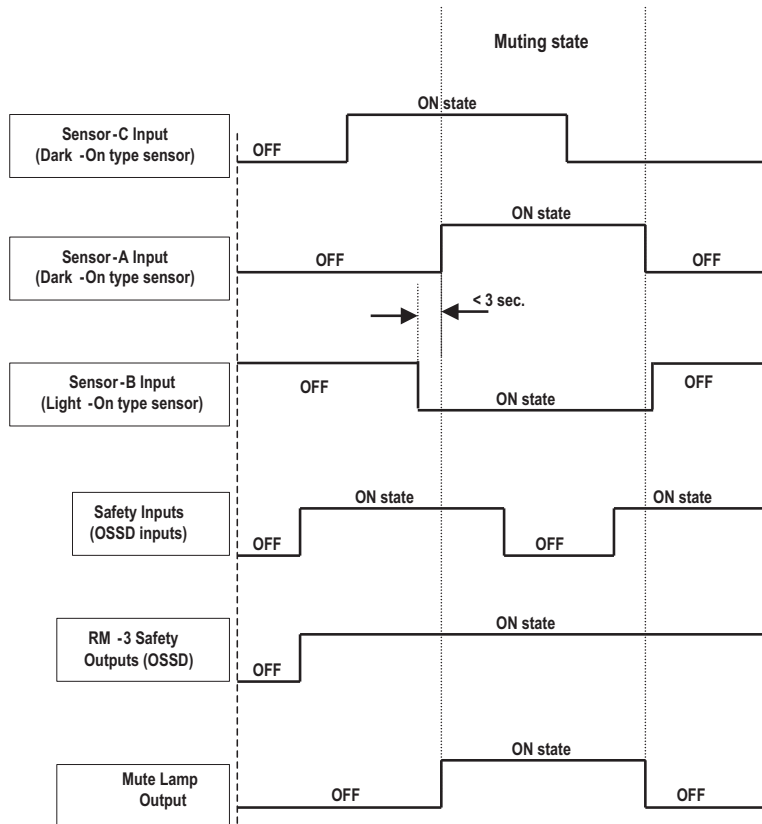 Muting state
ON state
Sensor-C Input
(Dark -On type sensor)
OFF
ON state
Sensor-A Input
(Dark -On type sensor)
OFF
OFF
< 3 sec.
Sensor-B Input
(Light -On type sensor)
OFF
ON state
OFF
Safety Inputs
(OSSD inputs)
ON state
ON state
OFF
OFF
RM -3 Safety
Outputs (OSSD)
ON state
OFF
Mute Lamp
Output
ON state
OFF
OFF